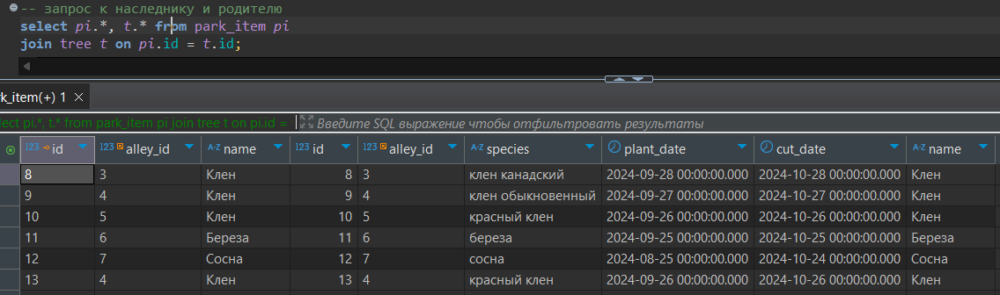 -- запрос к наследнику и родителю
select pi.*, t.* from park_item pi
join tree t on pi.id = t.id;
k_item(+) 1
lect pi.*, t.* from park_item pi join tree t on pi.id = Введите SQL выражение чтобы отфильтровать результаты
123 id 123 alley_id A-Z name 123 id 123 alley_id A-Z species plant_date cut_date A-Z name
8 3 Клен 8 3 клен канадский 2024-09-28 00:00:00.000 2024-10-28 00:00:00.000 Клен
9 4 Клен 9 4 клен обыкновенный 2024-09-27 00:00:00.000 2024-10-27 00:00:00.000 Клен
10 5 Клен 10 5 красный клен 2024-09-26 00:00:00.000 2024-10-26 00:00:00.000 Клен
11 6 Береза 11 6 береза 2024-09-25 00:00:00.000 2024-10-25 00:00:00.000 Береза
12 7 Сосна 12 7 сосна 2024-08-25 00:00:00.000 2024-10-24 00:00:00.000 Сосна
13 4 Клен 13 4 красный клен 2024-09-26 00:00:00.000 2024-10-26 00:00:00.000 Клен